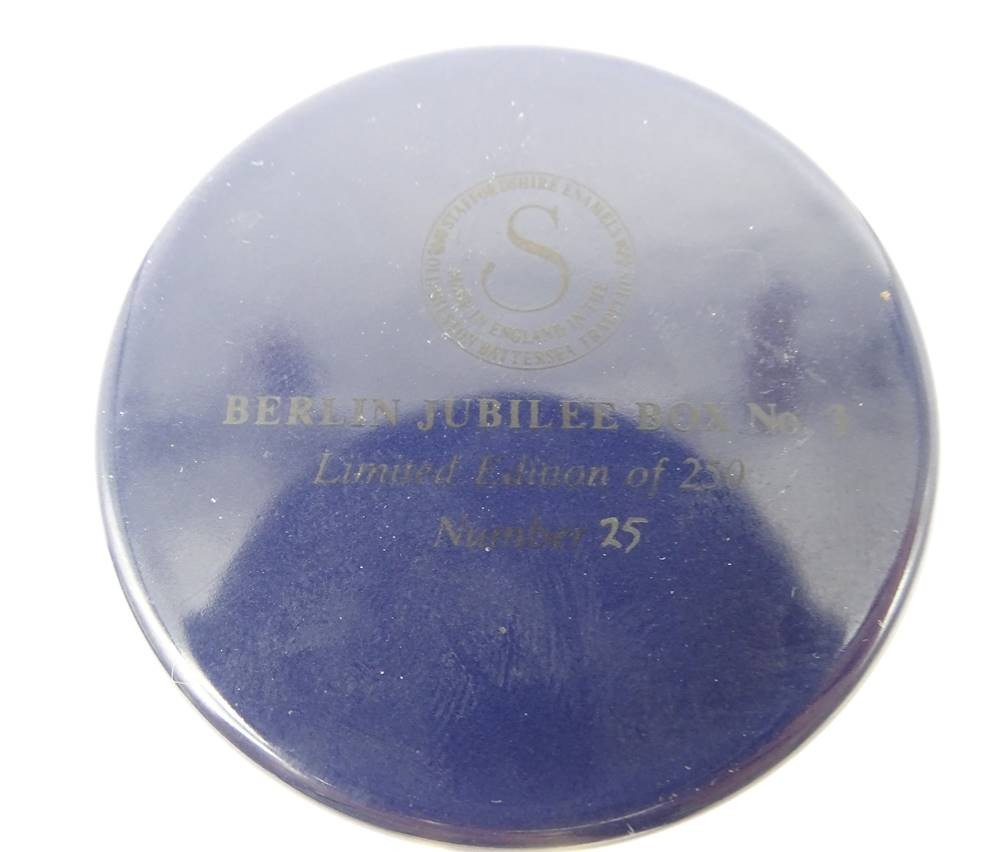 STAFFORDSHIRE ENAMELS
MADE IN ENGLAND IN THE
BATTERSEA TRADITION
S
BERLIN JUBILEE BOX No. 3
Limited Edition of 250
Number 25